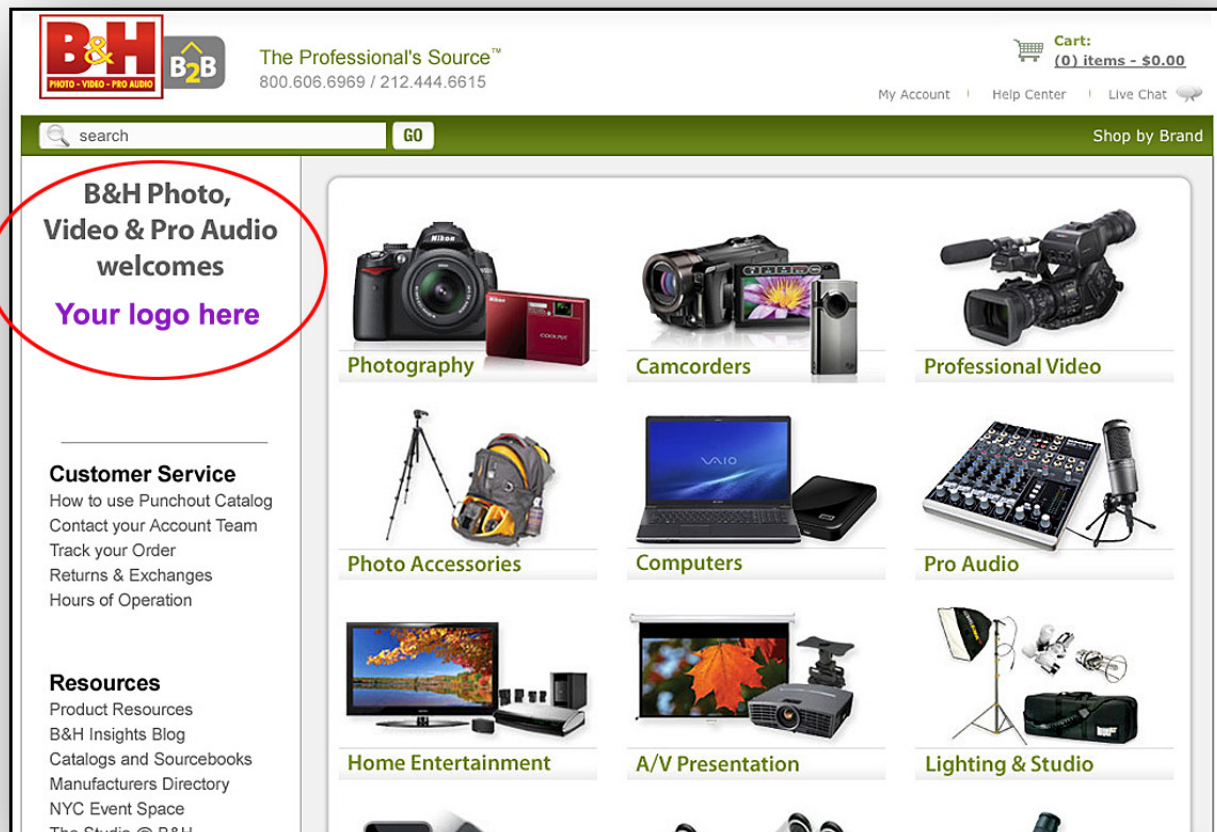 B&H
PHOTO - VIDEO - PRO AUDIO
B2B
The Professional's Source™
800.606.6969 / 212.444.6615
Cart:
(0) items - $0.00
My Account
Help Center
Live Chat
search
GO
Shop by Brand
B&H Photo,
Video & Pro Audio
welcomes
Your logo here
Nikon
Nikon
COOLPIX
Photography
Camcorders
Professional Video
VAIO
Photo Accessories
Computers
Pro Audio
Home Entertainment
A/V Presentation
Lighting & Studio
Customer Service
How to use Punchout Catalog
Contact your Account Team
Track your Order
Returns & Exchanges
Hours of Operation
Resources
Product Resources
B&H Insights Blog
Catalogs and Sourcebooks
Manufacturers Directory
NYC Event Space
The Studio @ B&H